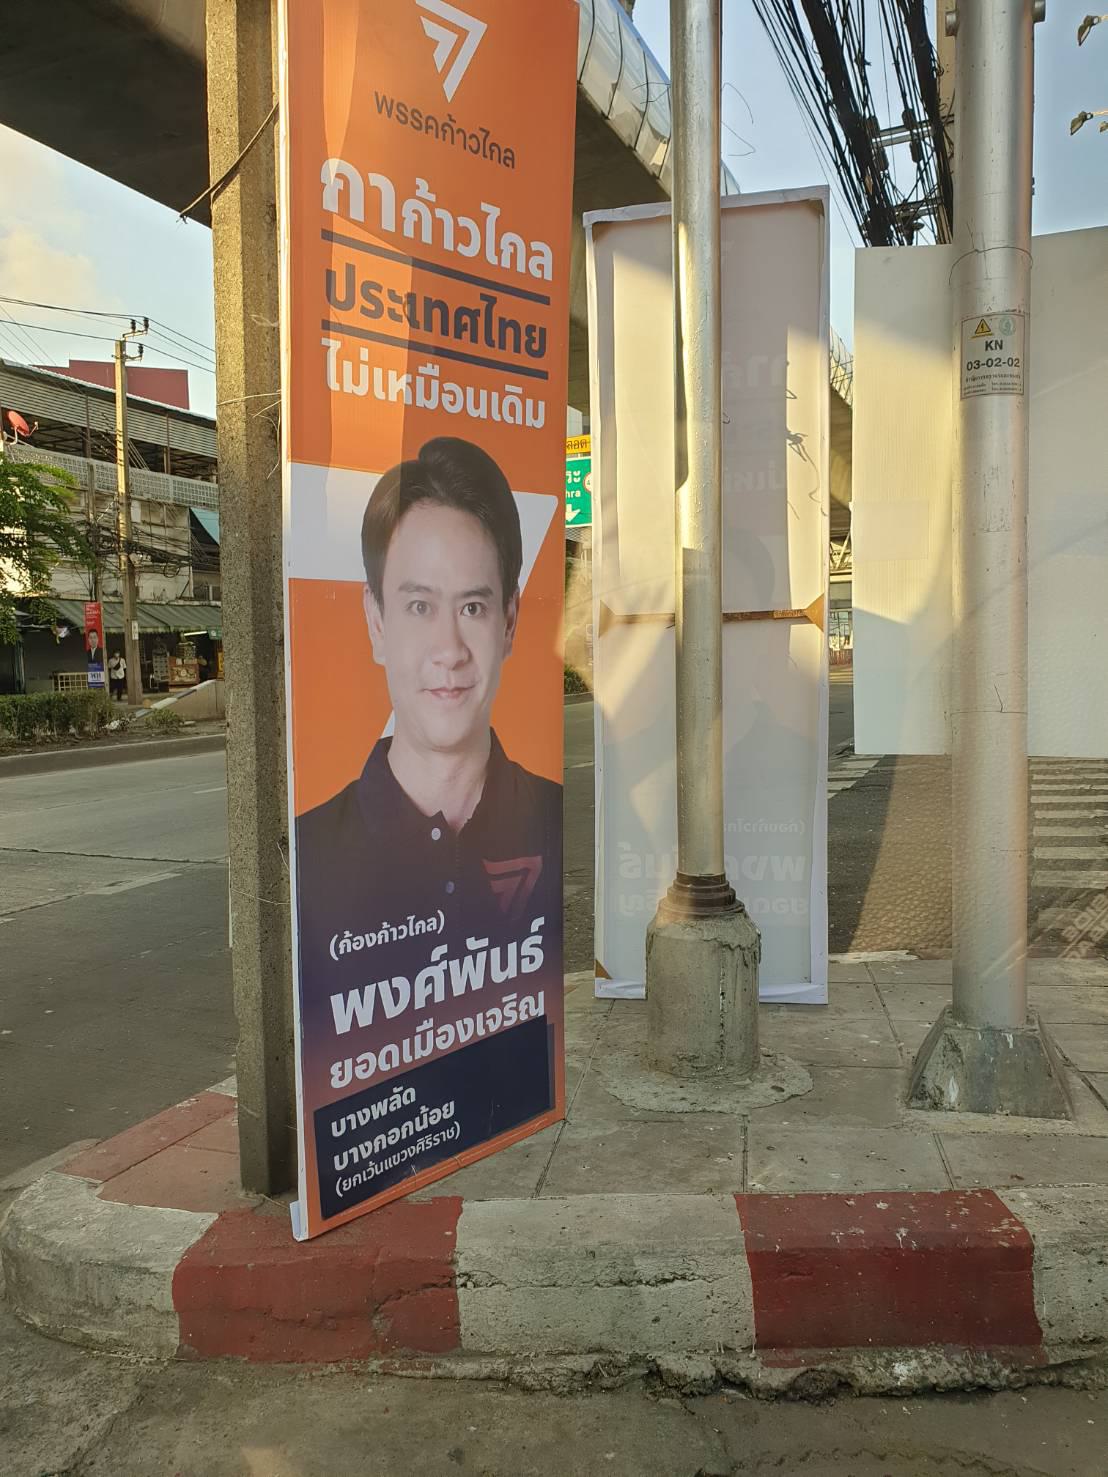 พรรคก้าวไกล
กาก้าวไกล
ประเทศไทย
ไม่เหมือนเดิม
(ก้องก้าวไกล)
พงศ์พันธ์
ยอดเมืองเจริญ
บางพลัด
บางกอกน้อย
(ยกเว้นแขวงศิริราช)
KN
03-02-02